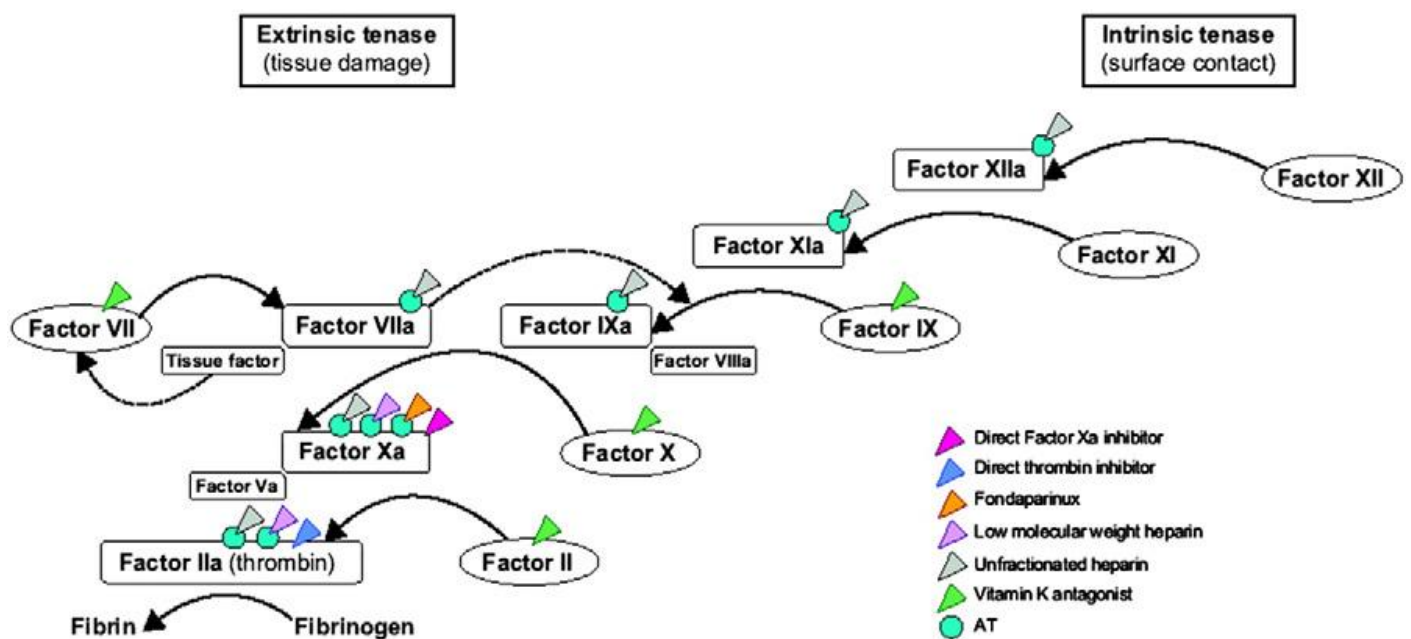 Extrinsic tenase
(tissue damage)
Intrinsic tenase
(surface contact)
Factor XIIa
Factor XII
Factor XIa
Factor XI
Factor VII
Factor VIIa
Factor IXa
Factor IX
Tissue factor
Factor VIIIa
Factor Xa
Factor X
Factor Va
Factor IIa (thrombin)
Factor II
Fibrin
Fibrinogen
Direct Factor Xa inhibitor
Direct thrombin inhibitor
Fondaparinux
Low molecular weight heparin
Unfractionated heparin
Vitamin K antagonist
AT